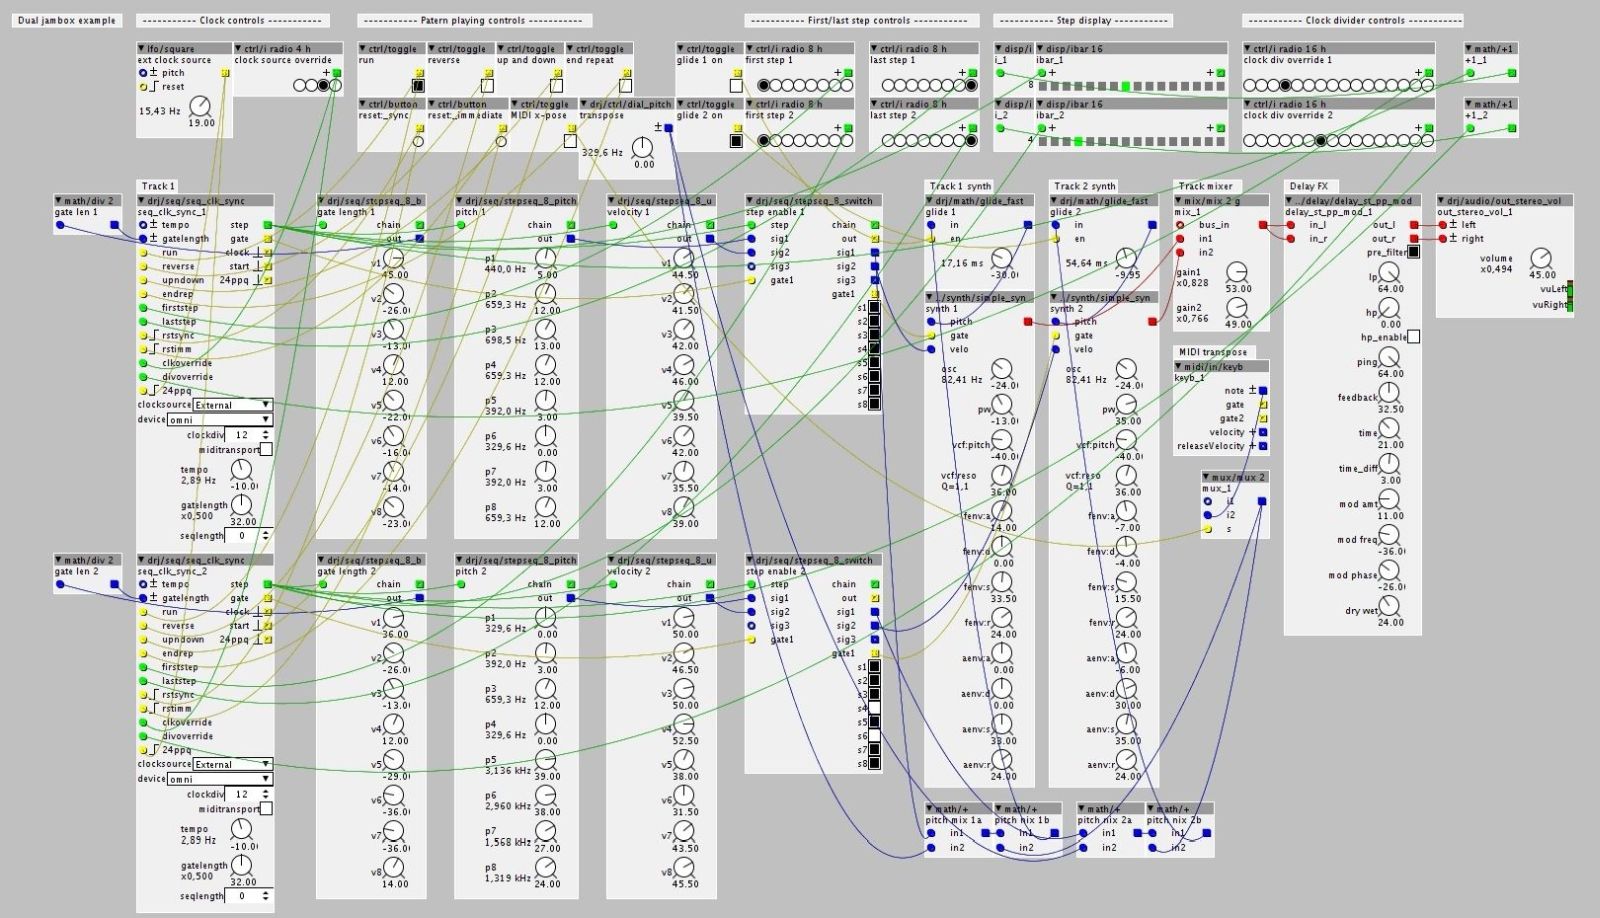 Dual jambox example
----------- Clock controls -----------
----------- Patern playing controls -----------
----------- First/last step controls -----------
----------- Step display -----------
----------- Clock divider controls -----------
lfo/square
ext clock source
pitch
reset
15,43 Hz
19.00
ctrl/i radio 4 h
clock source override
ctrl/toggle
run
ctrl/toggle
reverse
ctrl/toggle
up and down
ctrl/toggle
end repeat
ctrl/toggle
glide 1 on
ctrl/i radio 8 h
first step 1
ctrl/i radio 8 h
last step 1
disp/i
i_1
8
disp/ibar 16
ibar_1
ctrl/i radio 16 h
clock div override 1
math/+1
+1_1
ctrl/button
reset:_sync
ctrl/button
reset:_immediate
ctrl/toggle
MIDI x-pose
drj/ctrl/dial_pitch
transpose
329,6 Hz
0.00
ctrl/toggle
glide 2 on
ctrl/i radio 8 h
first step 2
ctrl/i radio 8 h
last step 2
disp/i
i_2
4
disp/ibar 16
ibar_2
ctrl/i radio 16 h
clock div override 2
math/+1
+1_2
Track 1
math/div 2
gate len 1
drj/seq/seq_clk_sync
seq_clk_sync_1
tempo step
gatelength gate
run clock
reverse start
updndown 24ppq
endrep
firststep
laststep
rstsync
rstimm
clkoverride
divoverride
24ppq
clocksource External
device omni
clockdiv 12
miditransport
tempo
2,89 Hz
-10.0
gatelength
x0,500
32.00
seqlength 0
drj/seq/stepseq_8_b
gate length 1
chain
out
v1 45.00
v2 -26.0
v3 -13.0
v4 12.00
v5 -22.0
v6 -16.0
v7 -14.0
v8 -23.0
drj/seq/stepseq_8_pitch
pitch 1
chain
out
p1 440,0 Hz 5.00
p2 659,3 Hz 12.00
p3 698,5 Hz 13.00
p4 659,3 Hz 12.00
p5 392,0 Hz 3.00
p6 329,6 Hz 0.00
p7 392,0 Hz 3.00
p8 659,3 Hz 12.00
drj/seq/stepseq_8_u
velocity 1
chain
out
v1 44.50
v2 41.50
v3 42.00
v4 46.00
v5 39.50
v6 42.00
v7 35.50
v8 39.00
drj/seq/stepseq_8_switch
step enable 1
step chain
sig1 out
sig2 sig1
sig3 sig2
gate1 sig3
gate1
s1
s2
s3
s4
s5
s6
s7
s8
Track 1 synth
drj/math/glide_fast
glide 1
in
en
17,16 ms
-30.0
../synth/simple_syn
synth 1
pitch
gate
velo
osc
82,41 Hz
-24.0
pw
-13.0
vcf:pitch
-40.0
vcf:reso
Q=1,1
36.00
fenv:a
14.00
fenv:d
0.00
fenv:s
33.50
fenv:r
24.00
aenv:a
0.00
aenv:d
0.00
aenv:s
33.00
aenv:r
24.00
Track 2 synth
drj/math/glide_fast
glide 2
in
en
54,64 ms
-9.95
../synth/simple_syn
synth 2
pitch
gate
velo
osc
82,41 Hz
-24.0
pw
35.00
vcf:pitch
-40.0
vcf:reso
Q=1,1
36.00
fenv:a
-7.00
fenv:d
-4.00
fenv:s
15.50
fenv:r
24.00
aenv:a
-6.00
aenv:d
30.00
aenv:s
35.00
aenv:r
24.00
Track mixer
mix/mix 2 g
mix_1
bus_in
in1
in2
gain1
x0,828
53.00
gain2
x0,766
49.00
MIDI transpose
midi/in/keyb
keyb_1
note
gate
gate2
velocity
releaseVelocity
mux/mux 2
mux_1
i1
i2
s
Delay FX
../delay/delay_st_pp_mod
delay_st_pp_mod_1
in_l out_l
in_r out_r
pre_filter
lp
64.00
hp
0.00
hp_enable
ping
64.00
feedback
32.50
time
21.00
time_diff
3.00
mod amt
11.00
mod freq
-36.0
mod phase
-26.0
dry wet
24.00
drj/audio/out_stereo_vol
out_stereo_vol_1
left
right
volume
x0,494
45.00
vuLeft
vuRight
math/div 2
gate len 2
drj/seq/seq_clk_sync
seq_clk_sync_2
tempo step
gatelength gate
run clock
reverse start
updndown 24ppq
endrep
firststep
laststep
rstsync
rstimm
clkoverride
divoverride
24ppq
clocksource External
device omni
clockdiv 12
miditransport
tempo
2,89 Hz
-10.0
gatelength
x0,500
32.00
seqlength 0
drj/seq/stepseq_8_b
gate length 2
chain
out
v1 36.00
v2 -26.0
v3 -13.0
v4 12.00
v5 -29.0
v6 -36.0
v7 -36.0
v8 14.00
drj/seq/stepseq_8_pitch
pitch 2
chain
out
p1 329,6 Hz 0.00
p2 392,0 Hz 3.00
p3 659,3 Hz 12.00
p4 329,6 Hz 0.00
p5 3,136 kHz 39.00
p6 2,960 kHz 38.00
p7 1,568 kHz 27.00
p8 1,319 kHz 24.00
drj/seq/stepseq_8_u
velocity 2
chain
out
v1 50.00
v2 46.50
v3 50.00
v4 52.50
v5 38.00
v6 31.50
v7 43.50
v8 45.50
drj/seq/stepseq_8_switch
step enable 2
step chain
sig1 out
sig2 sig1
sig3 sig2
gate1 sig3
gate1
s1
s2
s3
s4
s5
s6
s7
s8
math/+
pitch mix 1a
in1
in2
math/+
pitch nix 1b
in1
in2
math/+
pitch nix 2a
in1
in2
math/+
pitch nix 2b
in1
in2